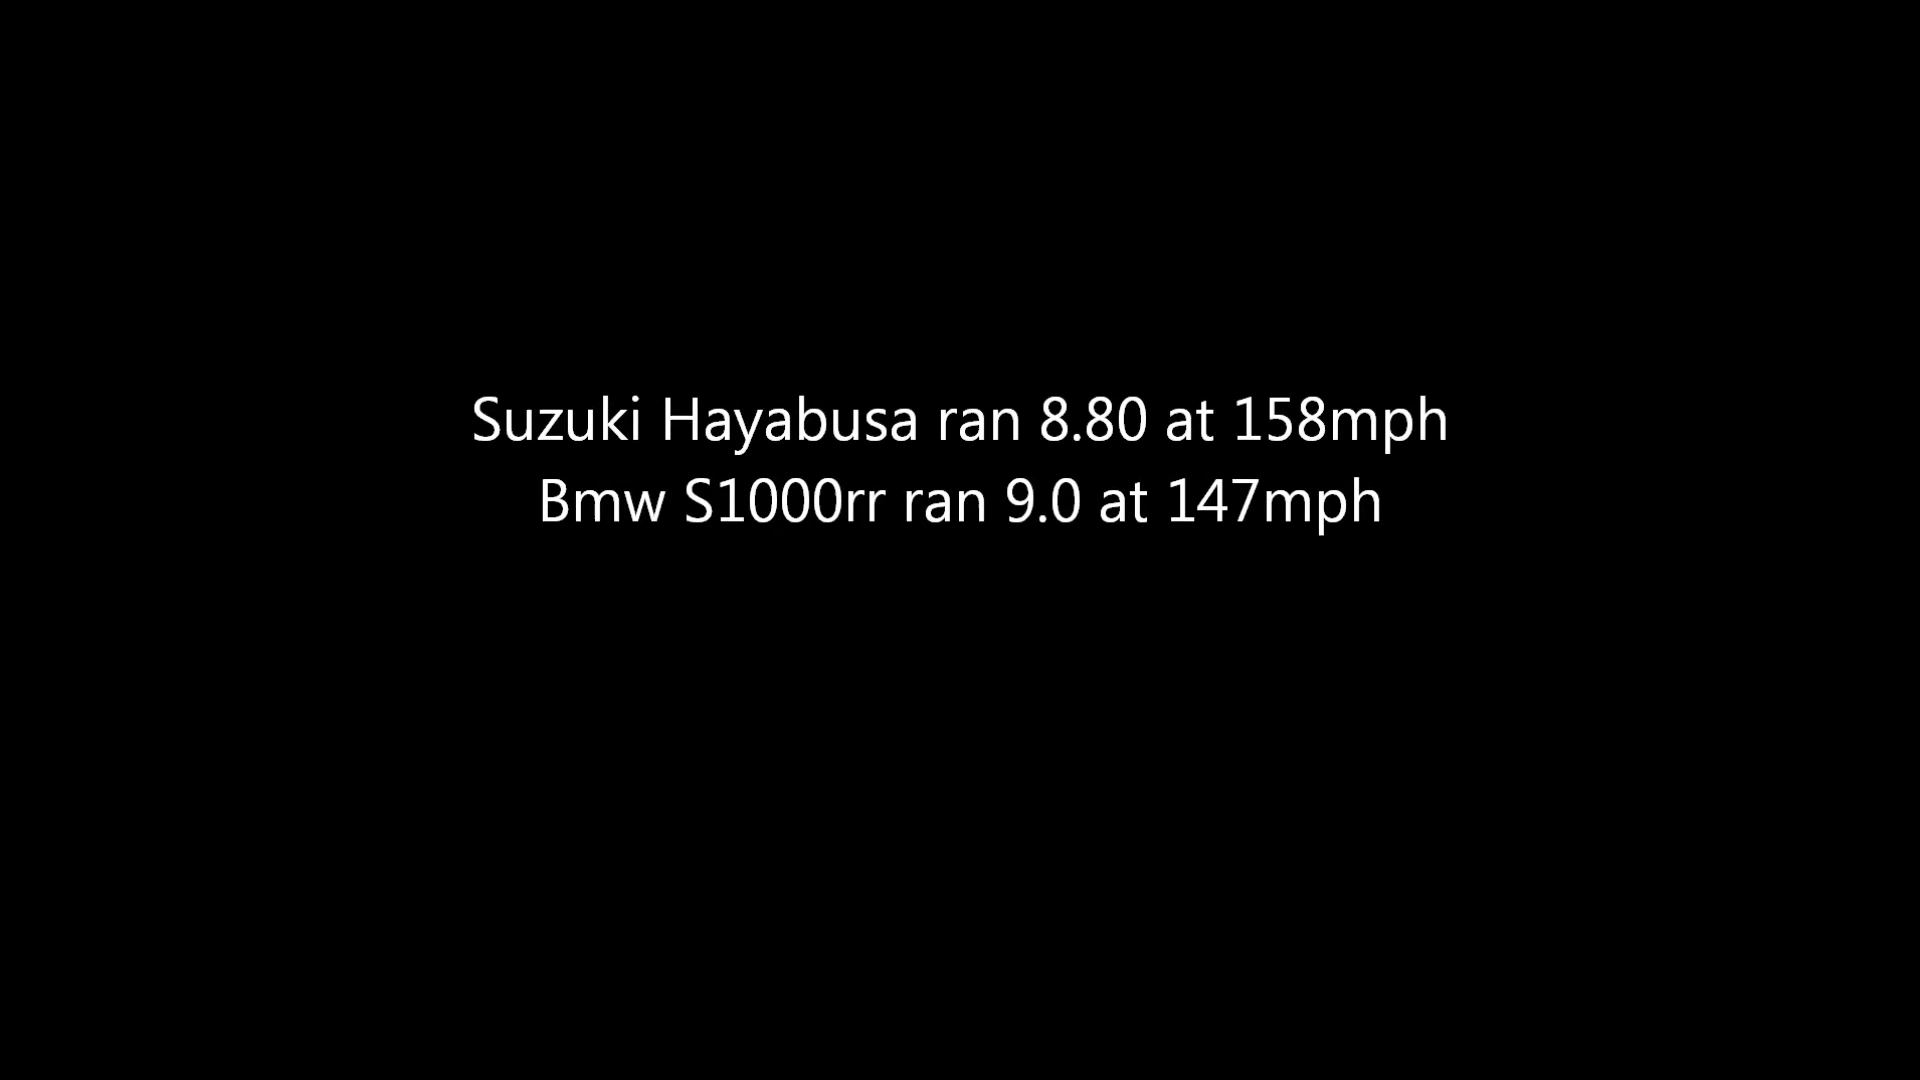 Suzuki Hayabusa ran 8.80 at 158mph
Bmw S1000rr ran 9.0 at 147mph